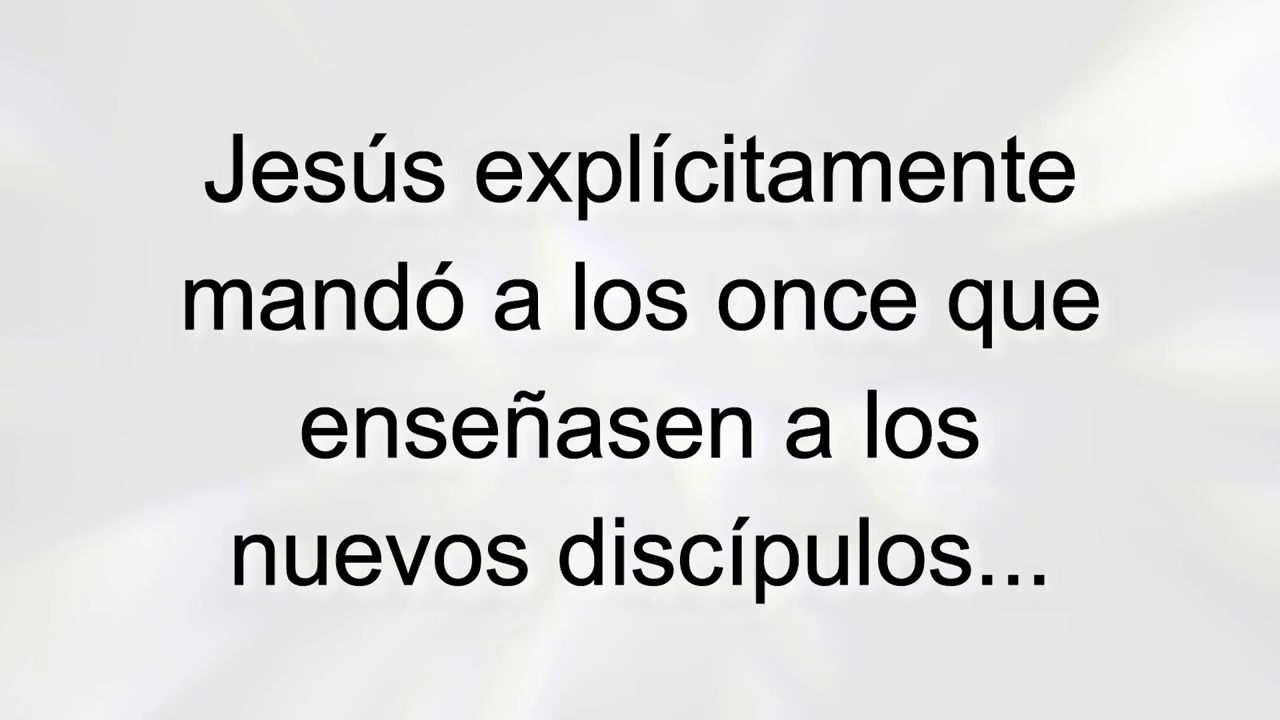 Jesús explícitamente
mandó a los once que
enseñasen a los
nuevos discípulos...